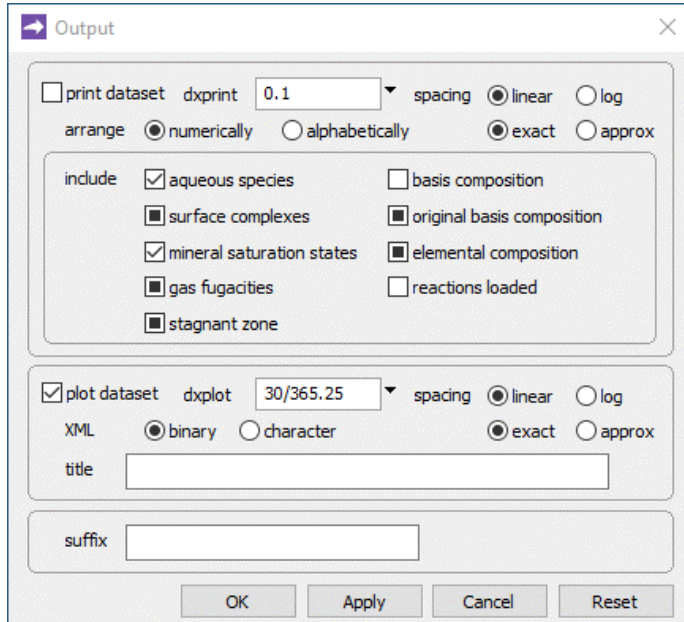 Output
print dataset dxprint 0.1 spacing linear log
arrange numerically alphabetically exact approx
include aqueous species basis composition
surface complexes original basis composition
mineral saturation states elemental composition
gas fugacities reactions loaded
stagnant zone
plot dataset dxplot 30/365.25 spacing linear log
XML binary character exact approx
title
suffix
OK Apply Cancel Reset